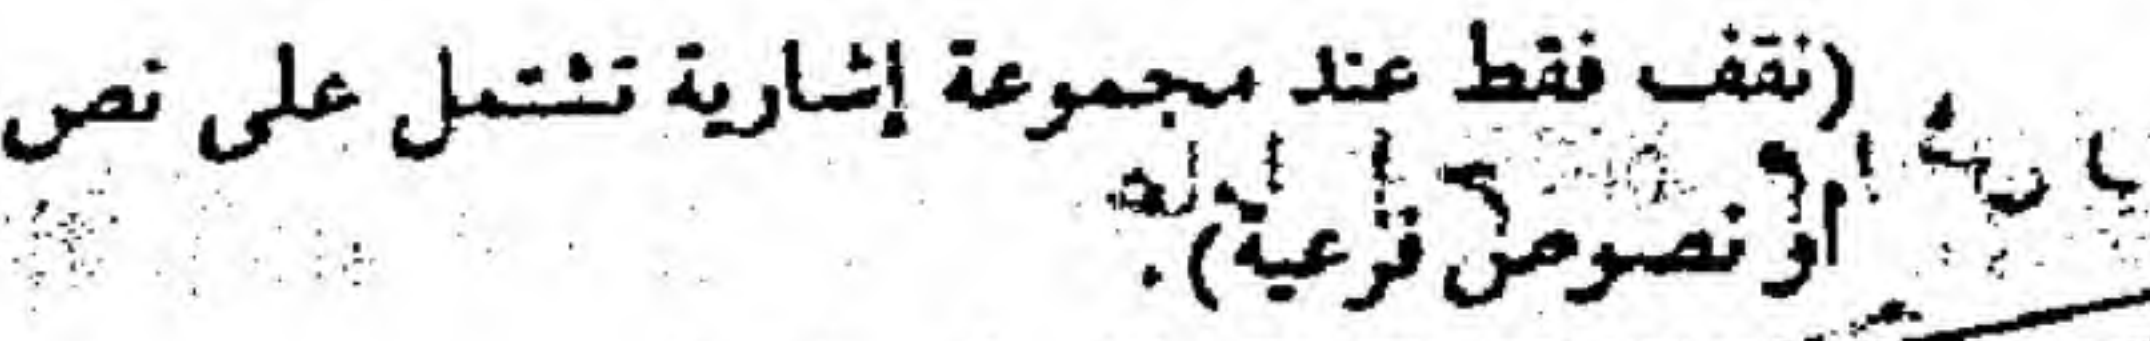 (نقف فقط عند مجموعة إشارية تشتمل على نص
أو نصوص فرعية).